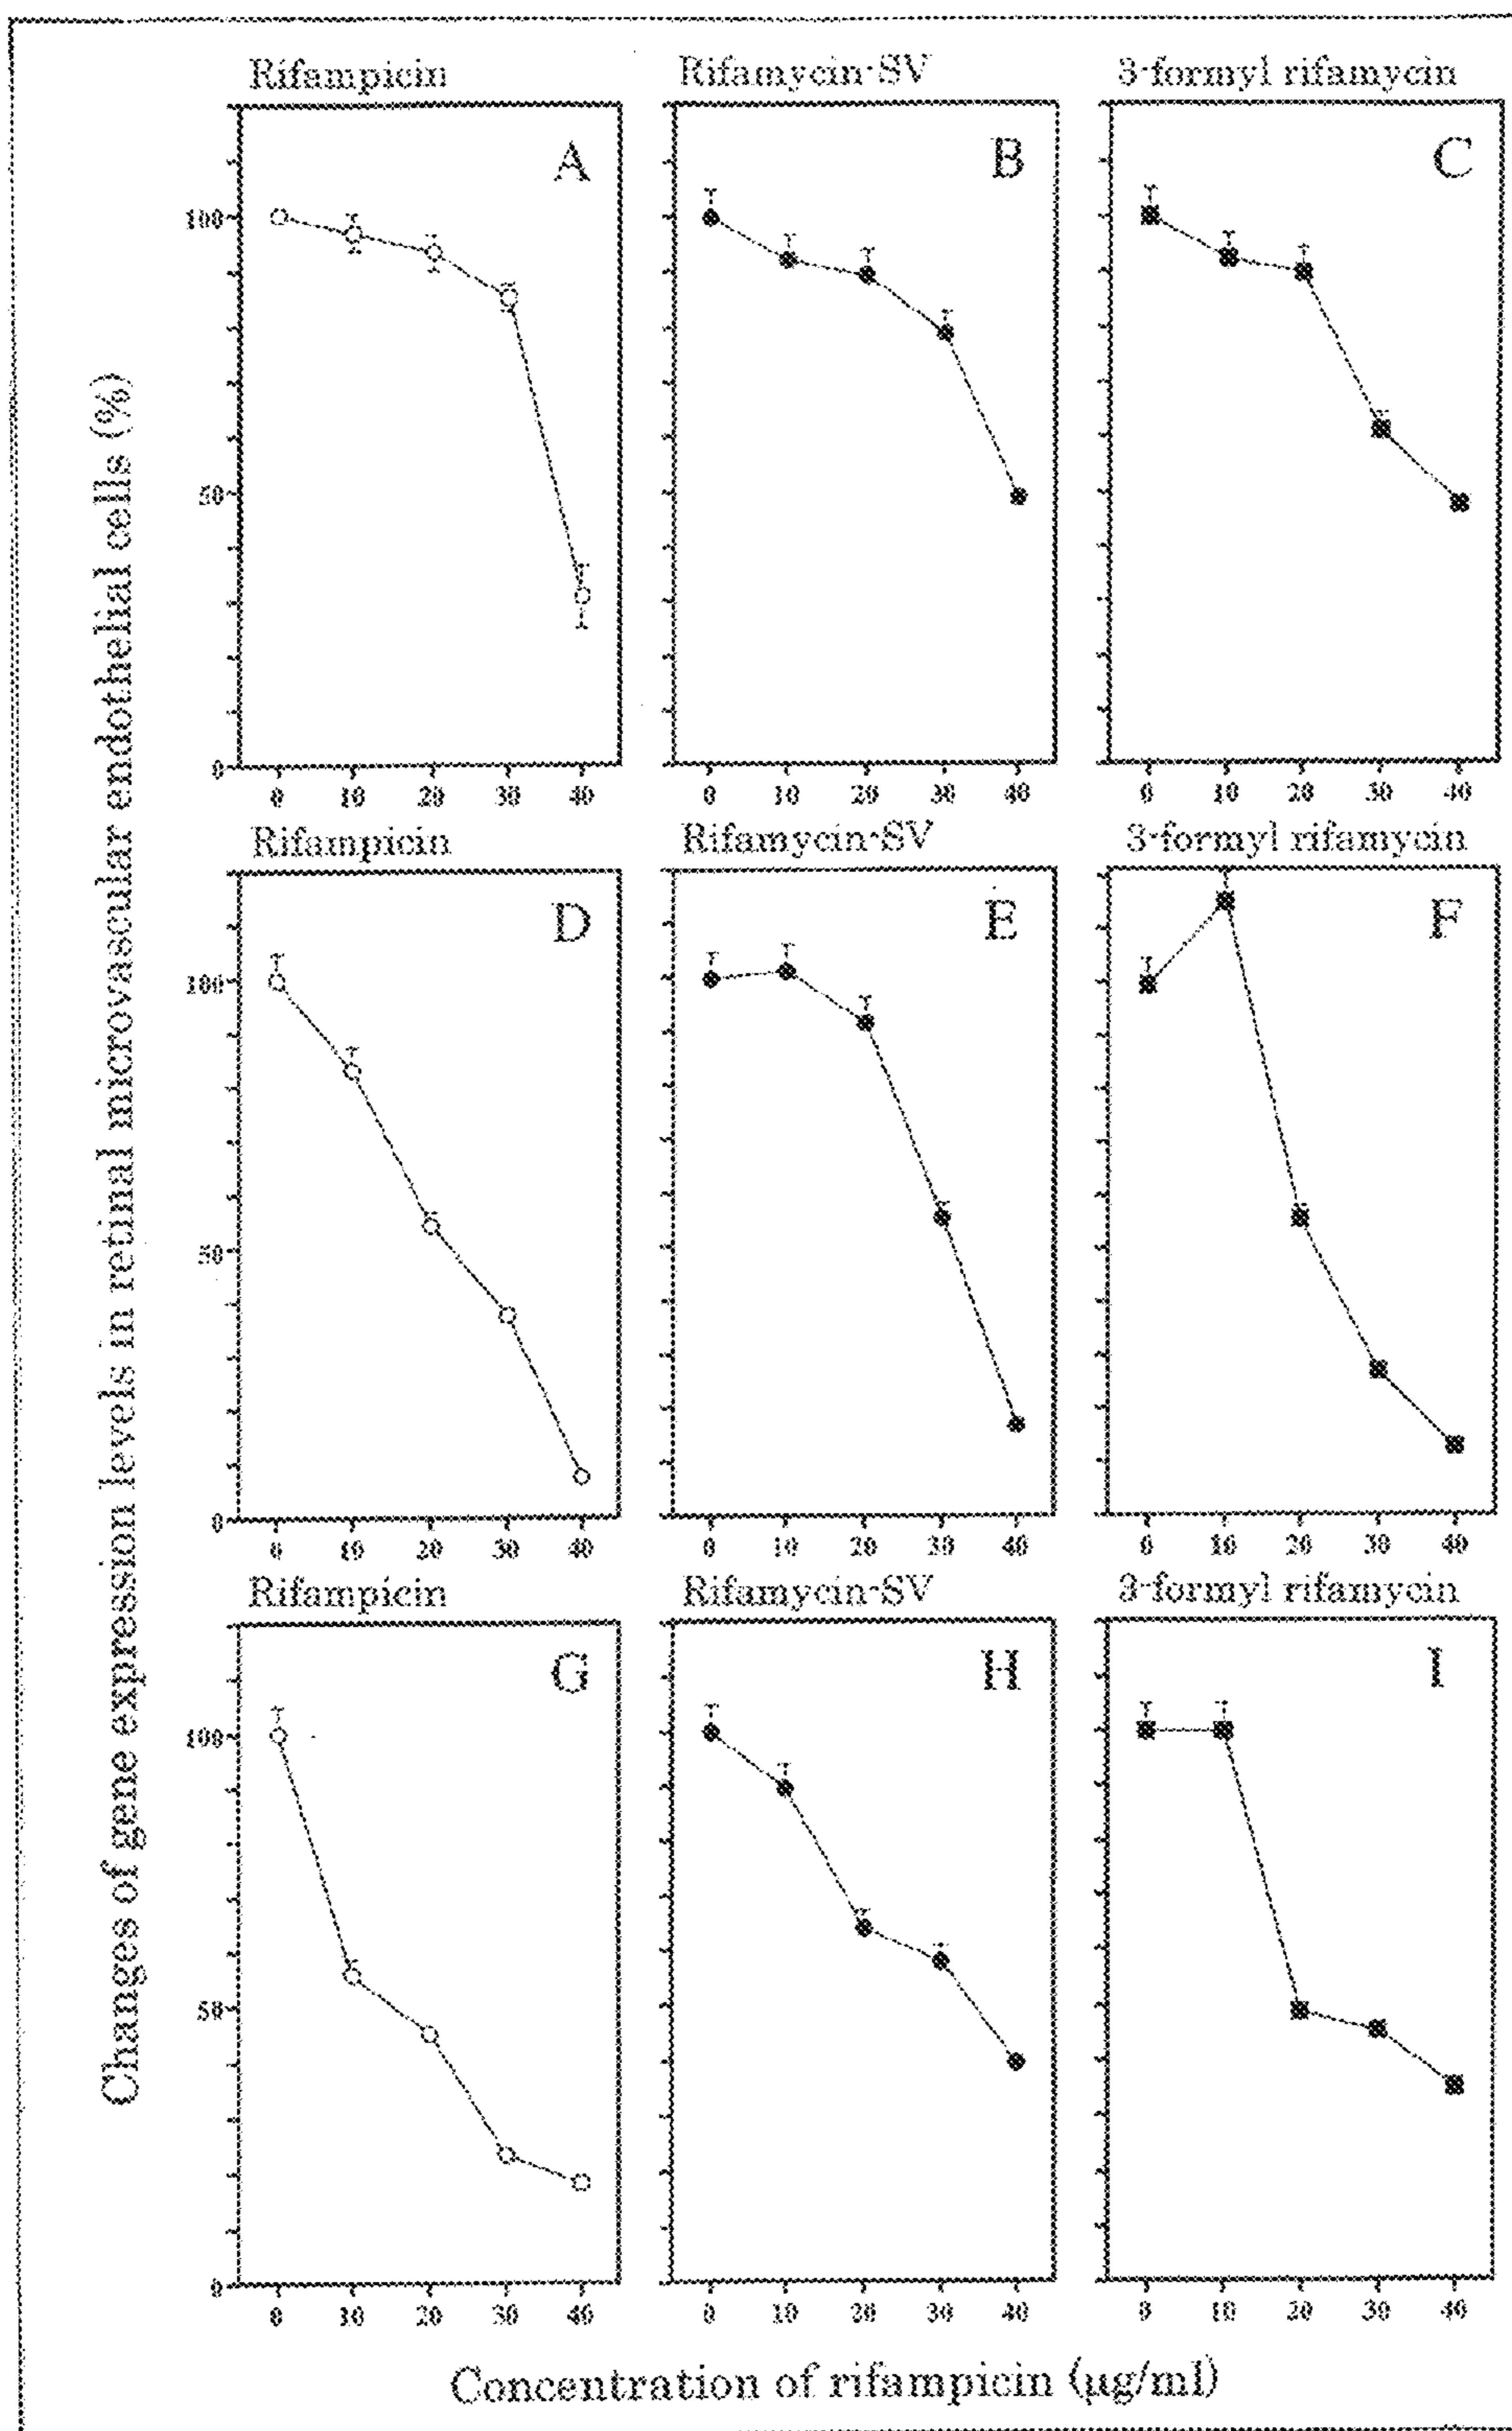 Changes of gene expression levels in retinal microvascular endothelial cells (%)
Rifampicin Rifamycin-SV 3-formyl rifamycin
A B C
100
50
0
0 10 20 30 40 0 10 20 30 40 0 10 20 30 40
Rifampicin Rifamycin-SV 3-formyl rifamycin
D E F
100
50
0
0 10 20 30 40 0 10 20 30 40 0 10 20 30 40
Rifampicin Rifamycin-SV 3-formyl rifamycin
G H I
100
50
0
0 10 20 30 40 0 10 20 30 40 0 10 20 30 40
Concentration of rifampicin (μg/ml)